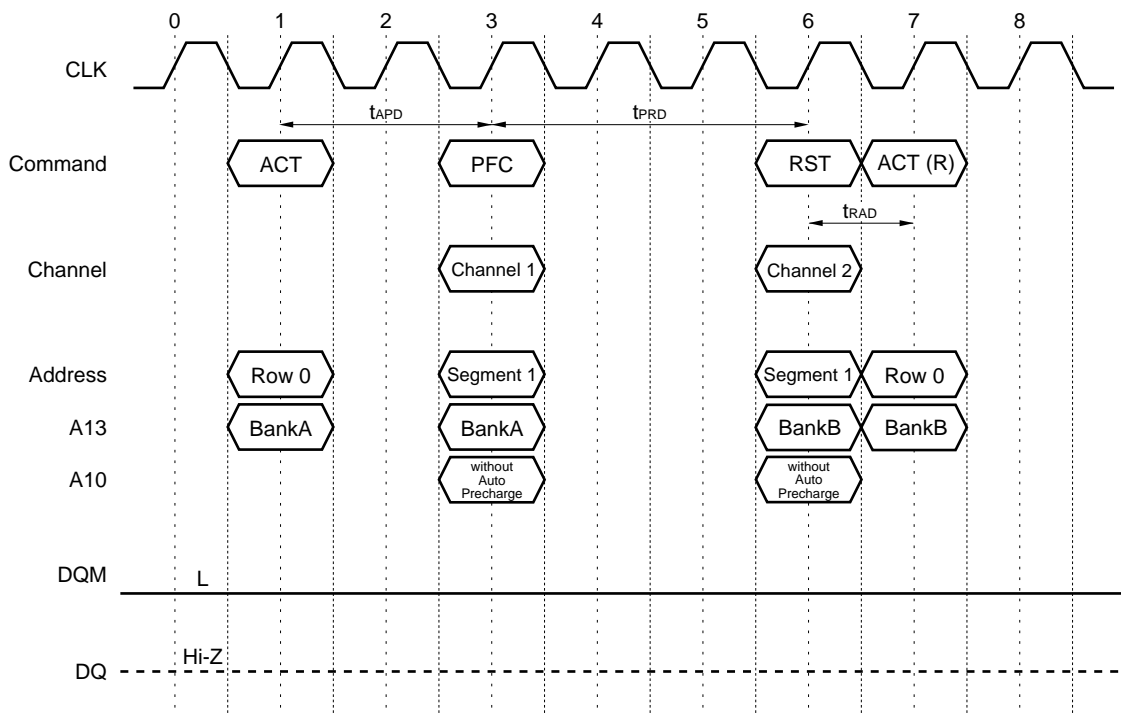 0 1 2 3 4 5 6 7 8
CLK
tAPD tPRD
Command ACT PFC RST ACT (R)
tRAD
Channel Channel 1 Channel 2
Address Row 0 Segment 1 Segment 1 Row 0
A13 BankA BankA BankB BankB
A10 without Auto Precharge without Auto Precharge
DQM L
DQ Hi-Z